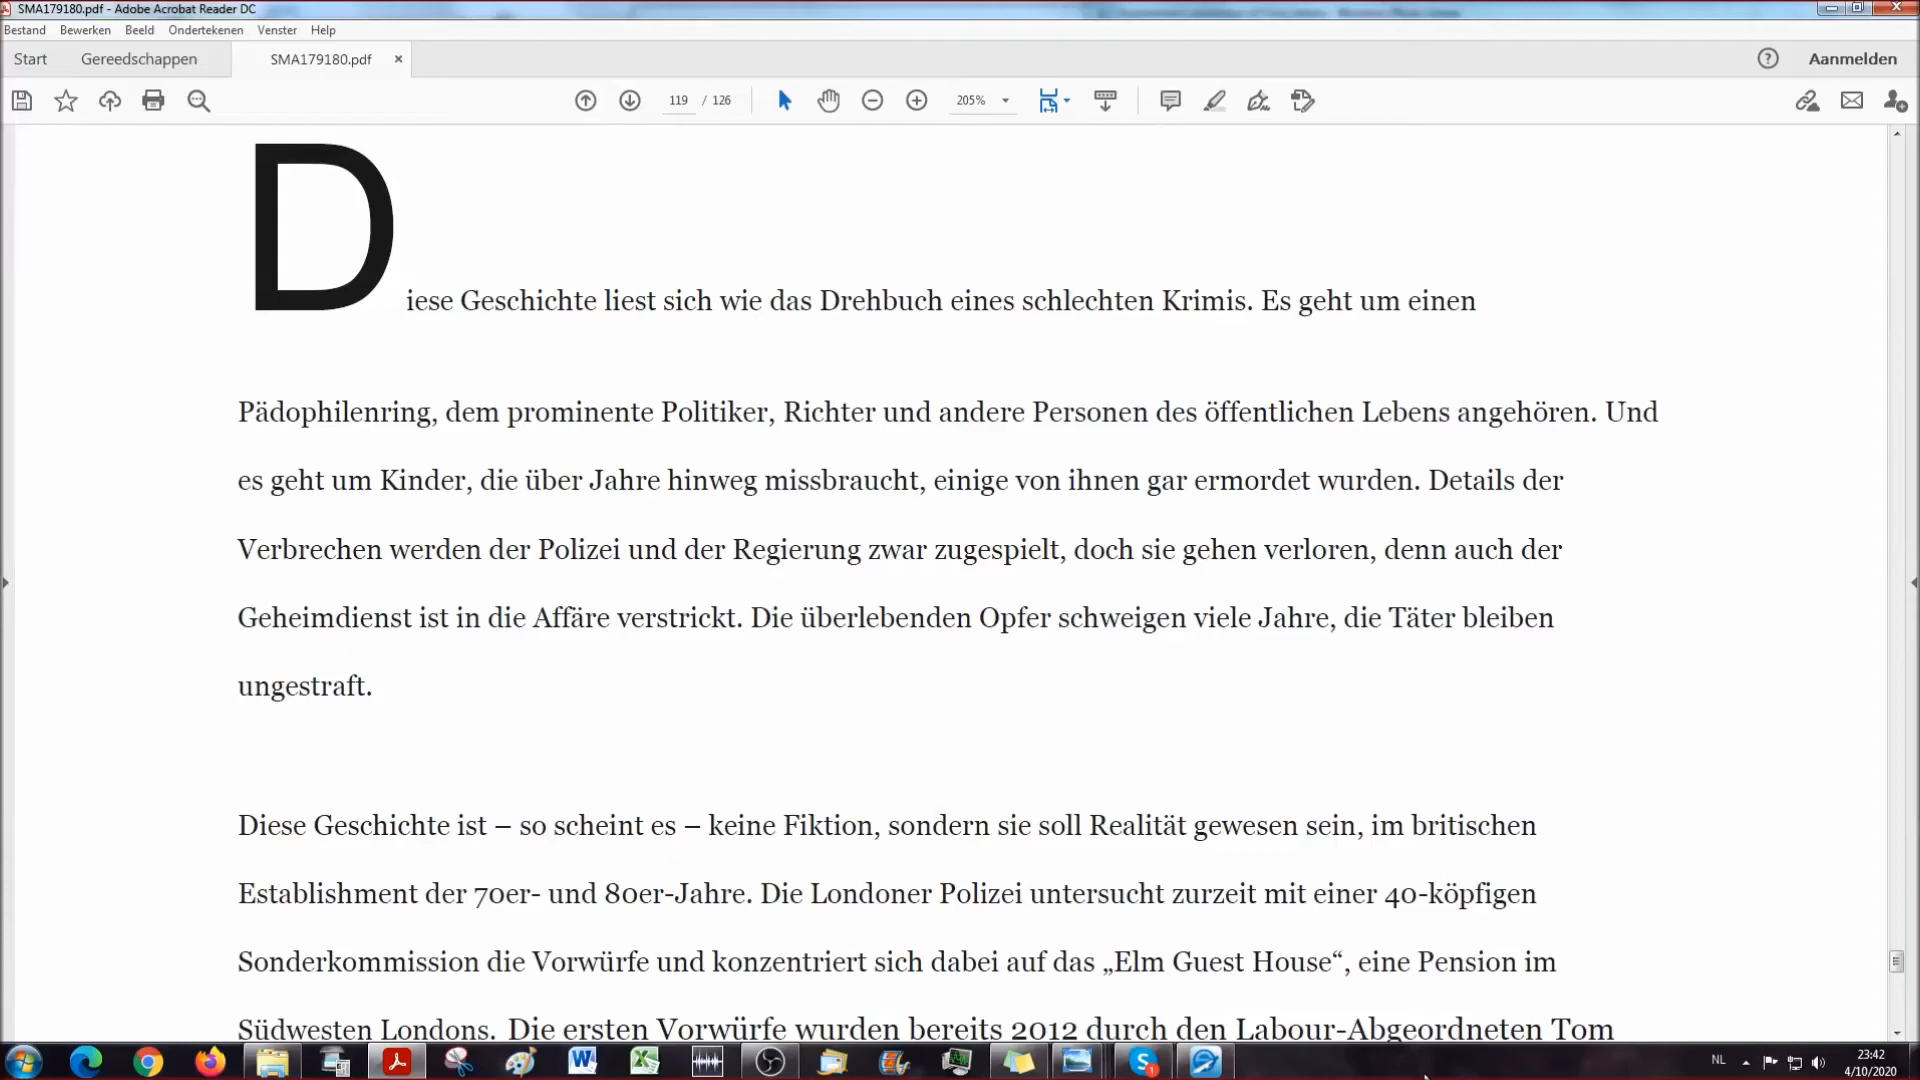 SMA179180.pdf - Adobe Acrobat Reader DC
Bestand Bewerken Beeld Ondertekenen Venster Help
Start Gereedschappen SMA179180.pdf × ? Aanmelden
119 / 126 205%
Diese Geschichte liest sich wie das Drehbuch eines schlechten Krimis. Es geht um einen
Pädophilenring, dem prominente Politiker, Richter und andere Personen des öffentlichen Lebens angehören. Und
es geht um Kinder, die über Jahre hinweg missbraucht, einige von ihnen gar ermordet wurden. Details der
Verbrechen werden der Polizei und der Regierung zwar zugespielt, doch sie gehen verloren, denn auch der
Geheimdienst ist in die Affäre verstrickt. Die überlebenden Opfer schweigen viele Jahre, die Täter bleiben
ungestraft.
Diese Geschichte ist – so scheint es – keine Fiktion, sondern sie soll Realität gewesen sein, im britischen
Establishment der 70er- und 80er-Jahre. Die Londoner Polizei untersucht zurzeit mit einer 40-köpfigen
Sonderkommission die Vorwürfe und konzentriert sich dabei auf das „Elm Guest House“, eine Pension im
Südwesten Londons. Die ersten Vorwürfe wurden bereits 2012 durch den Labour-Abgeordneten Tom
NL 23:42
4/10/2020